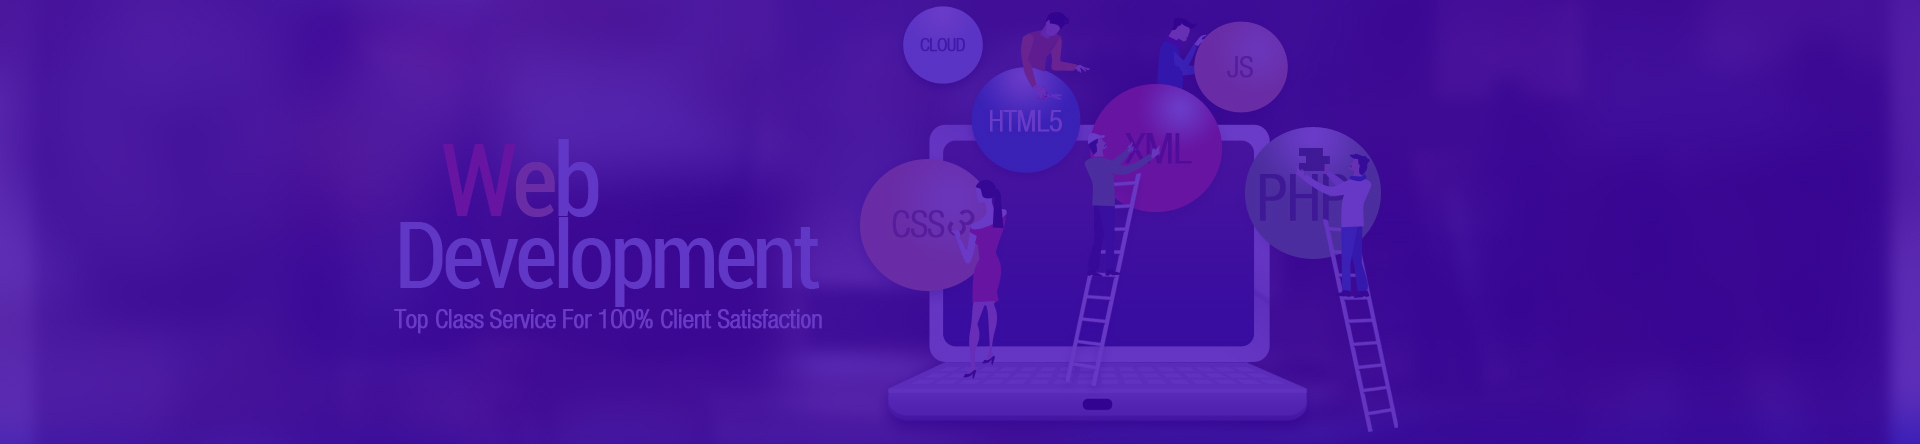 Web
Development
Top Class Service For 100% Client Satisfaction
CLOUD
JS
HTML5
XML
PHP
CSS3